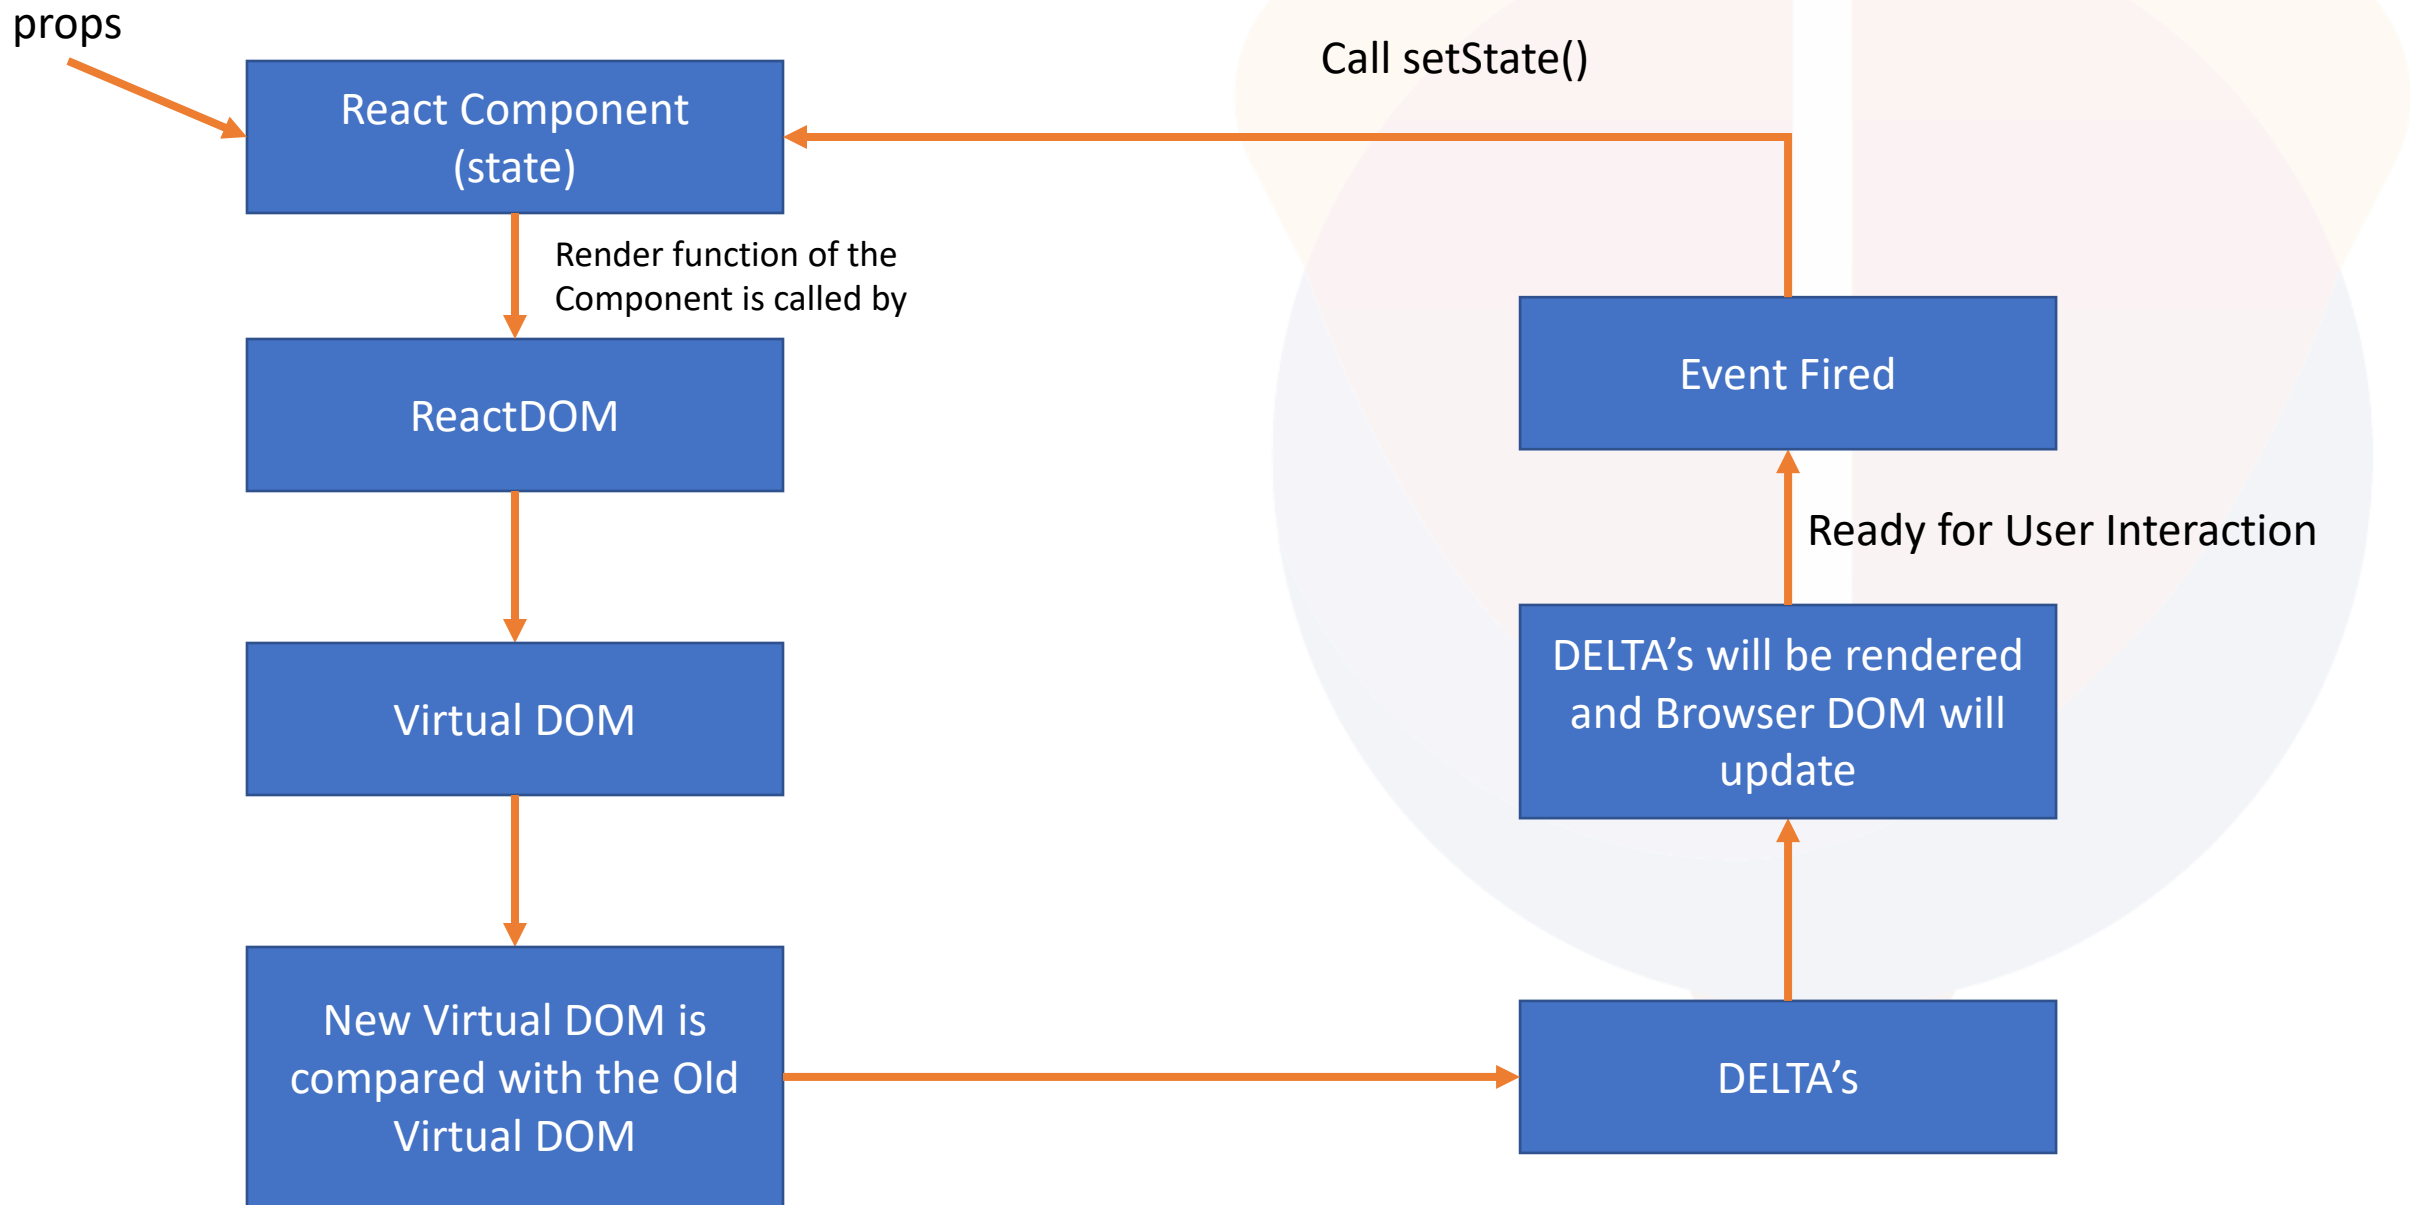 props
React Component
(state)
Render function of the
Component is called by
ReactDOM
Virtual DOM
New Virtual DOM is
compared with the Old
Virtual DOM
DELTA’s
DELTA’s will be rendered
and Browser DOM will
update
Ready for User Interaction
Event Fired
Call setState()